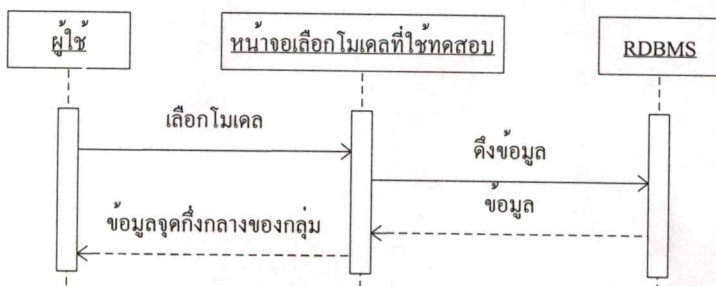 ผู้ใช้
หน้าจอเลือกโมเดลที่ใช้ทดสอบ
RDBMS
เลือกโมเดล
ดึงข้อมูล
ข้อมูล
ข้อมูลจุดกึ่งกลางของกลุ่ม